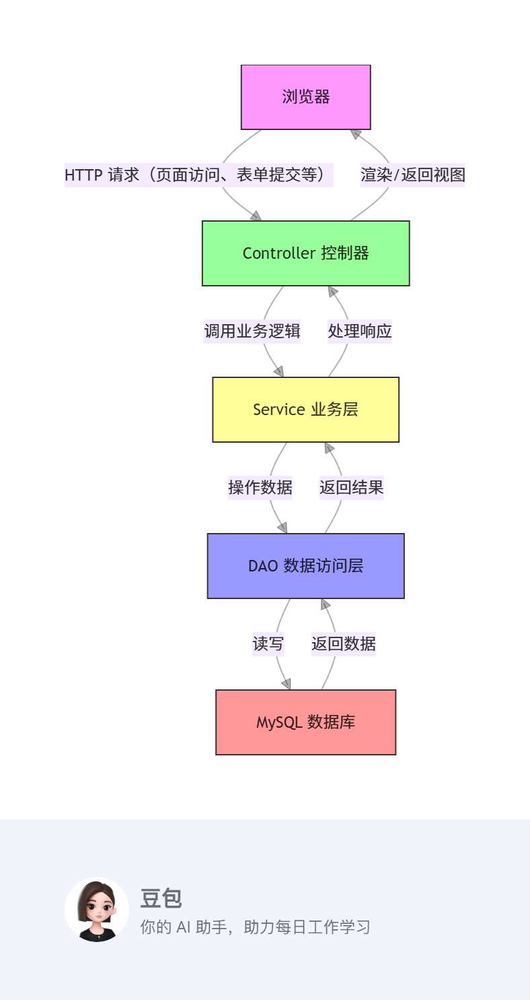 浏览器
HTTP 请求（页面访问、表单提交等）
渲染/返回视图
Controller 控制器
调用业务逻辑
处理响应
Service 业务层
操作数据
返回结果
DAO 数据访问层
读写
返回数据
MySQL 数据库
豆包
你的 AI 助手，助力每日工作学习